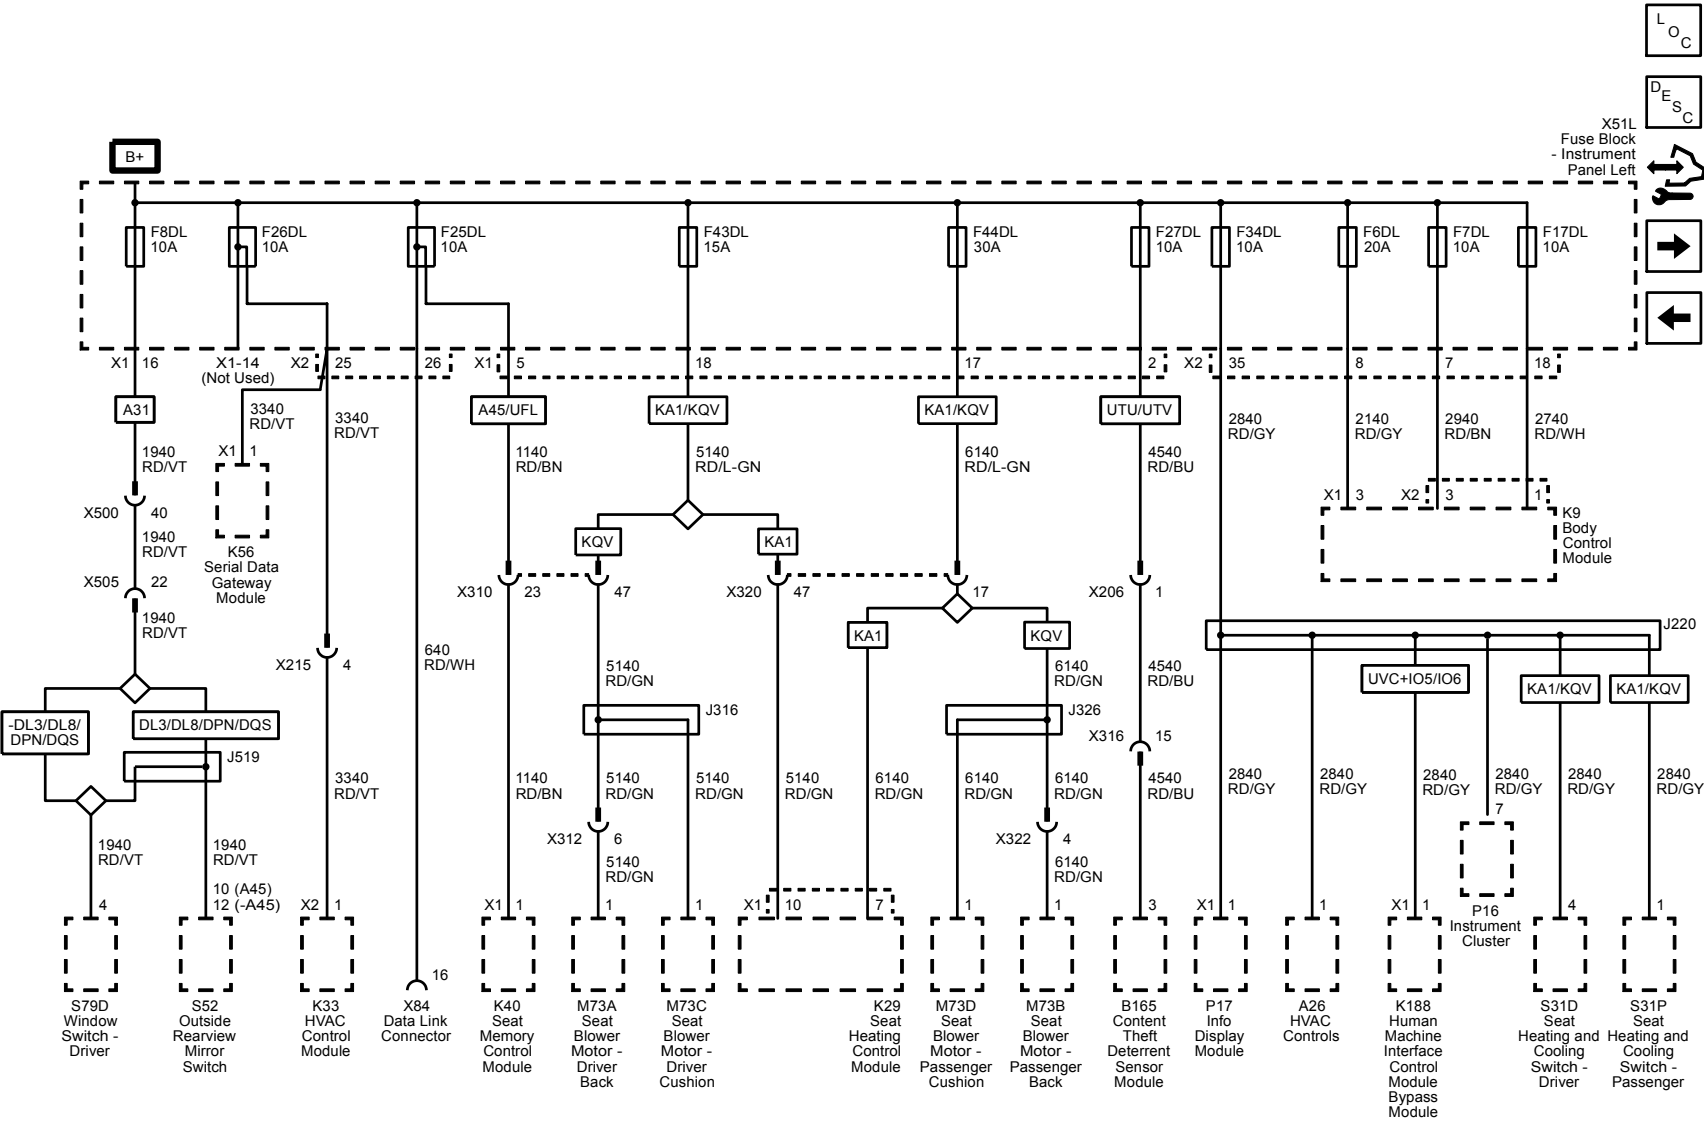 L
O
C
D
E
S
C
X51L
Fuse Block
- Instrument
Panel Left
B+
F8DL
10A
F26DL
10A
F25DL
10A
F43DL
15A
F44DL
30A
F27DL
10A
F34DL
10A
F6DL
20A
F7DL
10A
F17DL
10A
X1 16
X1-14
(Not Used)
X2 25
26
X1 5
18
17
2
X2 35
8
7
18
A31
3340
RD/VT
3340
RD/VT
A45/UFL
KA1/KQV
KA1/KQV
UTU/UTV
2840
RD/GY
2140
RD/GY
2940
RD/BN
2740
RD/WH
1940
RD/VT
X1 1
1140
RD/BN
5140
RD/L-GN
6140
RD/L-GN
4540
RD/BU
X500 40
X1 3
X2 3
1
K9
Body
Control
Module
1940
RD/VT
K56
Serial Data
Gateway
Module
KQV
KA1
X505 22
X310 23
47
X320 47
17
X206 1
1940
RD/VT
KA1
KQV
J220
X215 4
640
RD/WH
5140
RD/GN
6140
RD/GN
4540
RD/BU
UVC+IO5/IO6
KA1/KQV
KA1/KQV
-DL3/DL8/
DPN/DQS
DL3/DL8/DPN/DQS
J316
J326
X316 15
J519
3340
RD/VT
1140
RD/BN
5140
RD/GN
5140
RD/GN
5140
RD/GN
6140
RD/GN
6140
RD/GN
6140
RD/GN
4540
RD/BU
2840
RD/GY
2840
RD/GY
2840
RD/GY
2840
RD/GY
2840
RD/GY
2840
RD/GY
7
X312 6
X322 4
1940
RD/VT
1940
RD/VT
5140
RD/GN
6140
RD/GN
4
10 (A45)
12 (-A45)
X2 1
X1 1
1
1
X1 10
7
1
1
3
X1 1
1
X1 1
4
1
P16
Instrument
Cluster
16
S79D
Window
Switch -
Driver
S52
Outside
Rearview
Mirror
Switch
K33
HVAC
Control
Module
X84
Data Link
Connector
K40
Seat
Memory
Control
Module
M73A
Seat
Blower
Motor -
Driver
Back
M73C
Seat
Blower
Motor -
Driver
Cushion
K29
Seat
Heating
Control
Module
M73D
Seat
Blower
Motor -
Passenger
Cushion
M73B
Seat
Blower
Motor -
Passenger
Back
B165
Content
Theft
Deterrent
Sensor
Module
P17
Info
Display
Module
A26
HVAC
Controls
K188
Human
Machine
Interface
Control
Module
Bypass
Module
S31D
Seat
Heating and
Cooling
Switch -
Driver
S31P
Seat
Heating and
Cooling
Switch -
Passenger